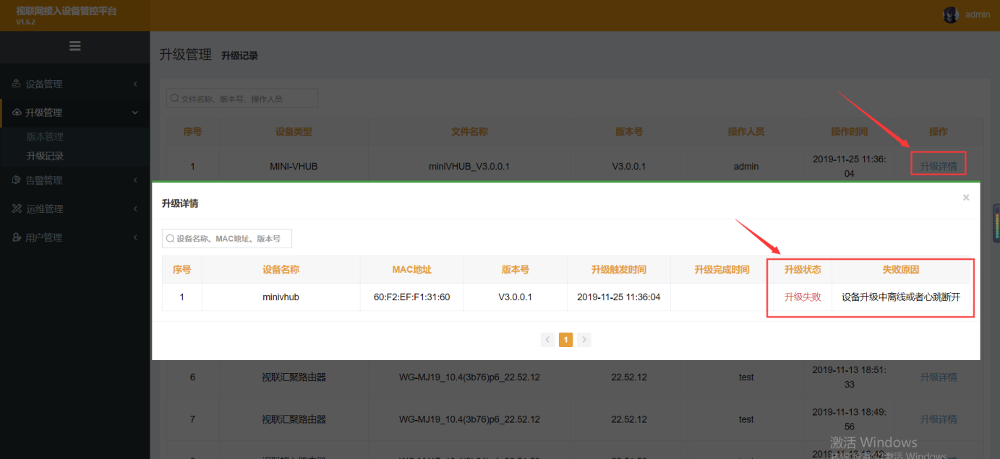 视联网接入设备管控平台
V1.6.2
admin
设备管理
升级管理
版本管理
升级记录
告警管理
运维管理
用户管理
升级管理 升级记录
文件名称、版本号、操作人员
序号 设备类型 文件名称 版本号 操作人员 操作时间 操作
1 MINI-VHUB miniVHUB_V3.0.0.1 V3.0.0.1 admin 2019-11-25 11:36:04 升级详情
升级详情
×
设备名称、MAC地址、版本号
序号 设备名称 MAC地址 版本号 升级触发时间 升级完成时间 升级状态 失败原因
1 minivhub 60:F2:EF:F1:31:60 V3.0.0.1 2019-11-25 11:36:04 升级失败 设备升级中离线或者心跳断开
1
6 视联汇聚路由器 WG-MJ19_10.4(3b76)p6_22.52.12 22.52.12 test 2019-11-13 18:51:33 升级详情
7 视联汇聚路由器 WG-MJ19_10.4(3b76)p6_22.52.12 22.52.12 test 2019-11-13 18:49:56 升级详情
激活 Windows